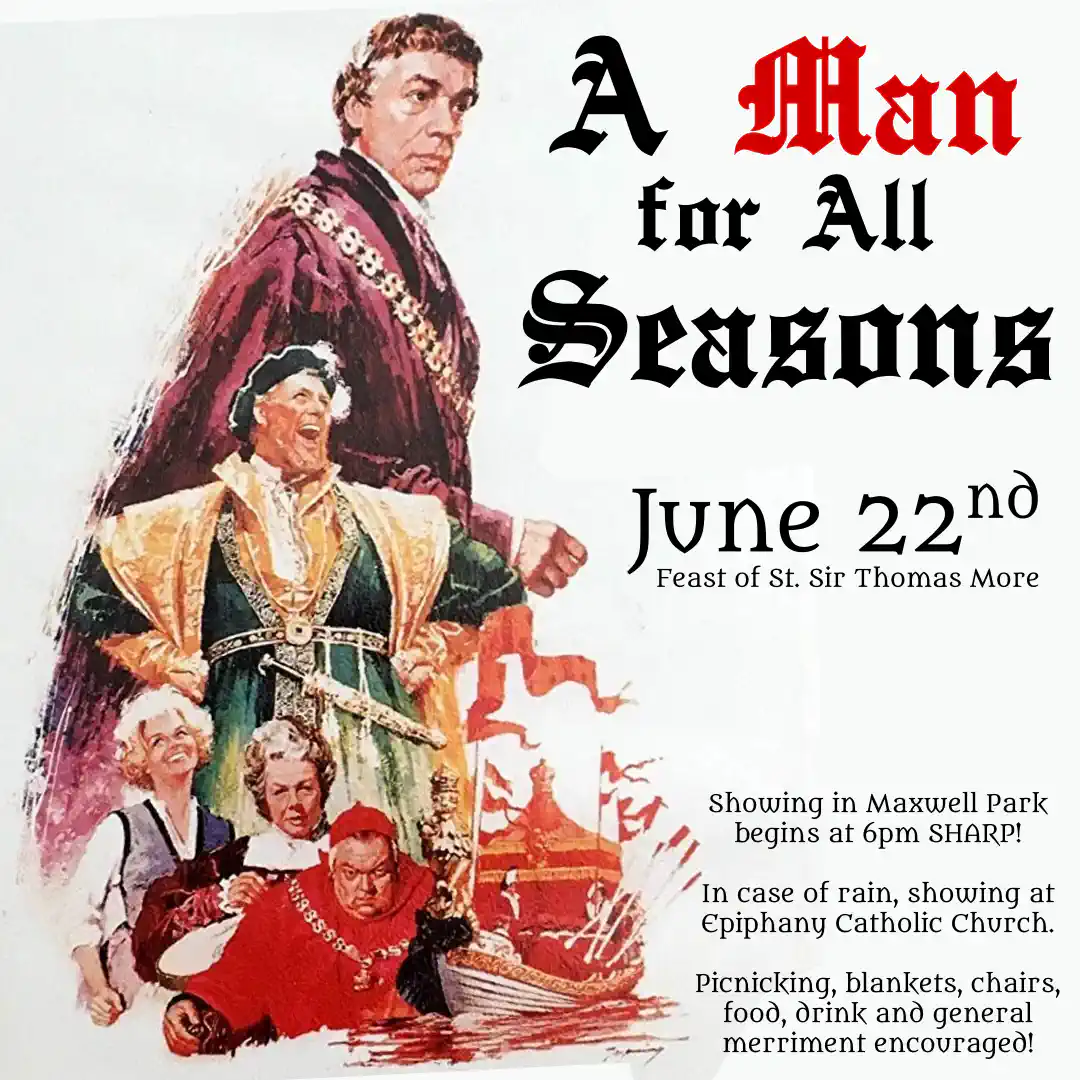 A Man
for All
Seasons
June 22nd
Feast of St. Sir Thomas More
Showing in Maxwell Park
begins at 6pm SHARP!
In case of rain, showing at
Epiphany Catholic Church.
Picnicking, blankets, chairs,
food, drink and general
merriment encouraged!